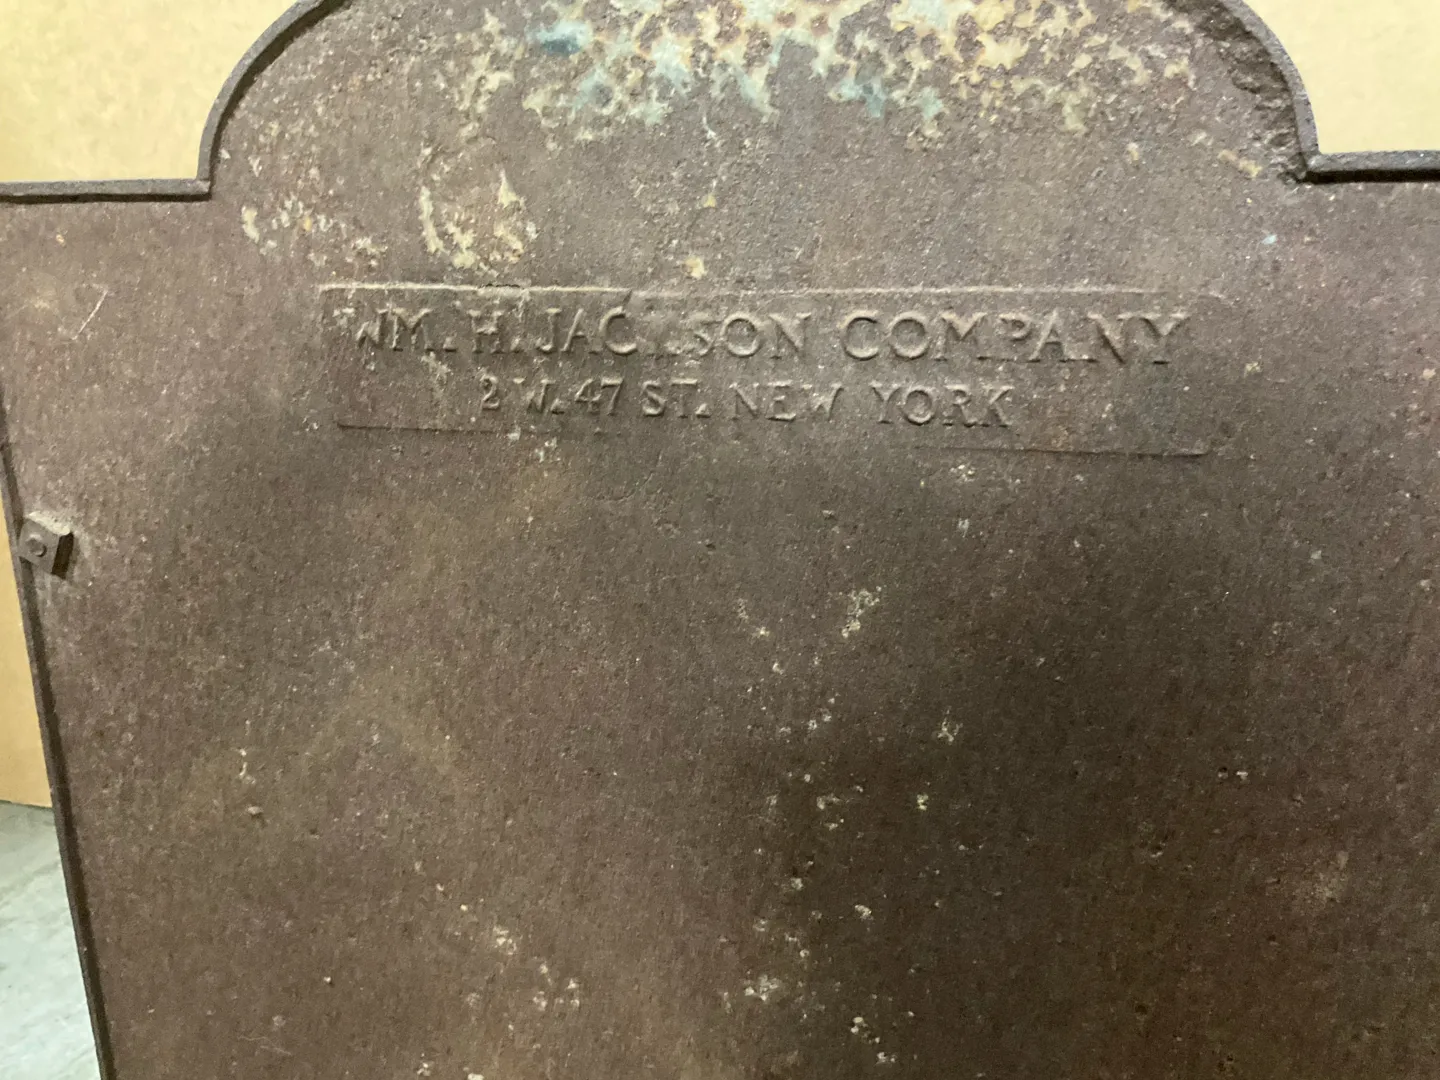 WM. H. JACKSON COMPANY
2 W. 47 ST. NEW YORK